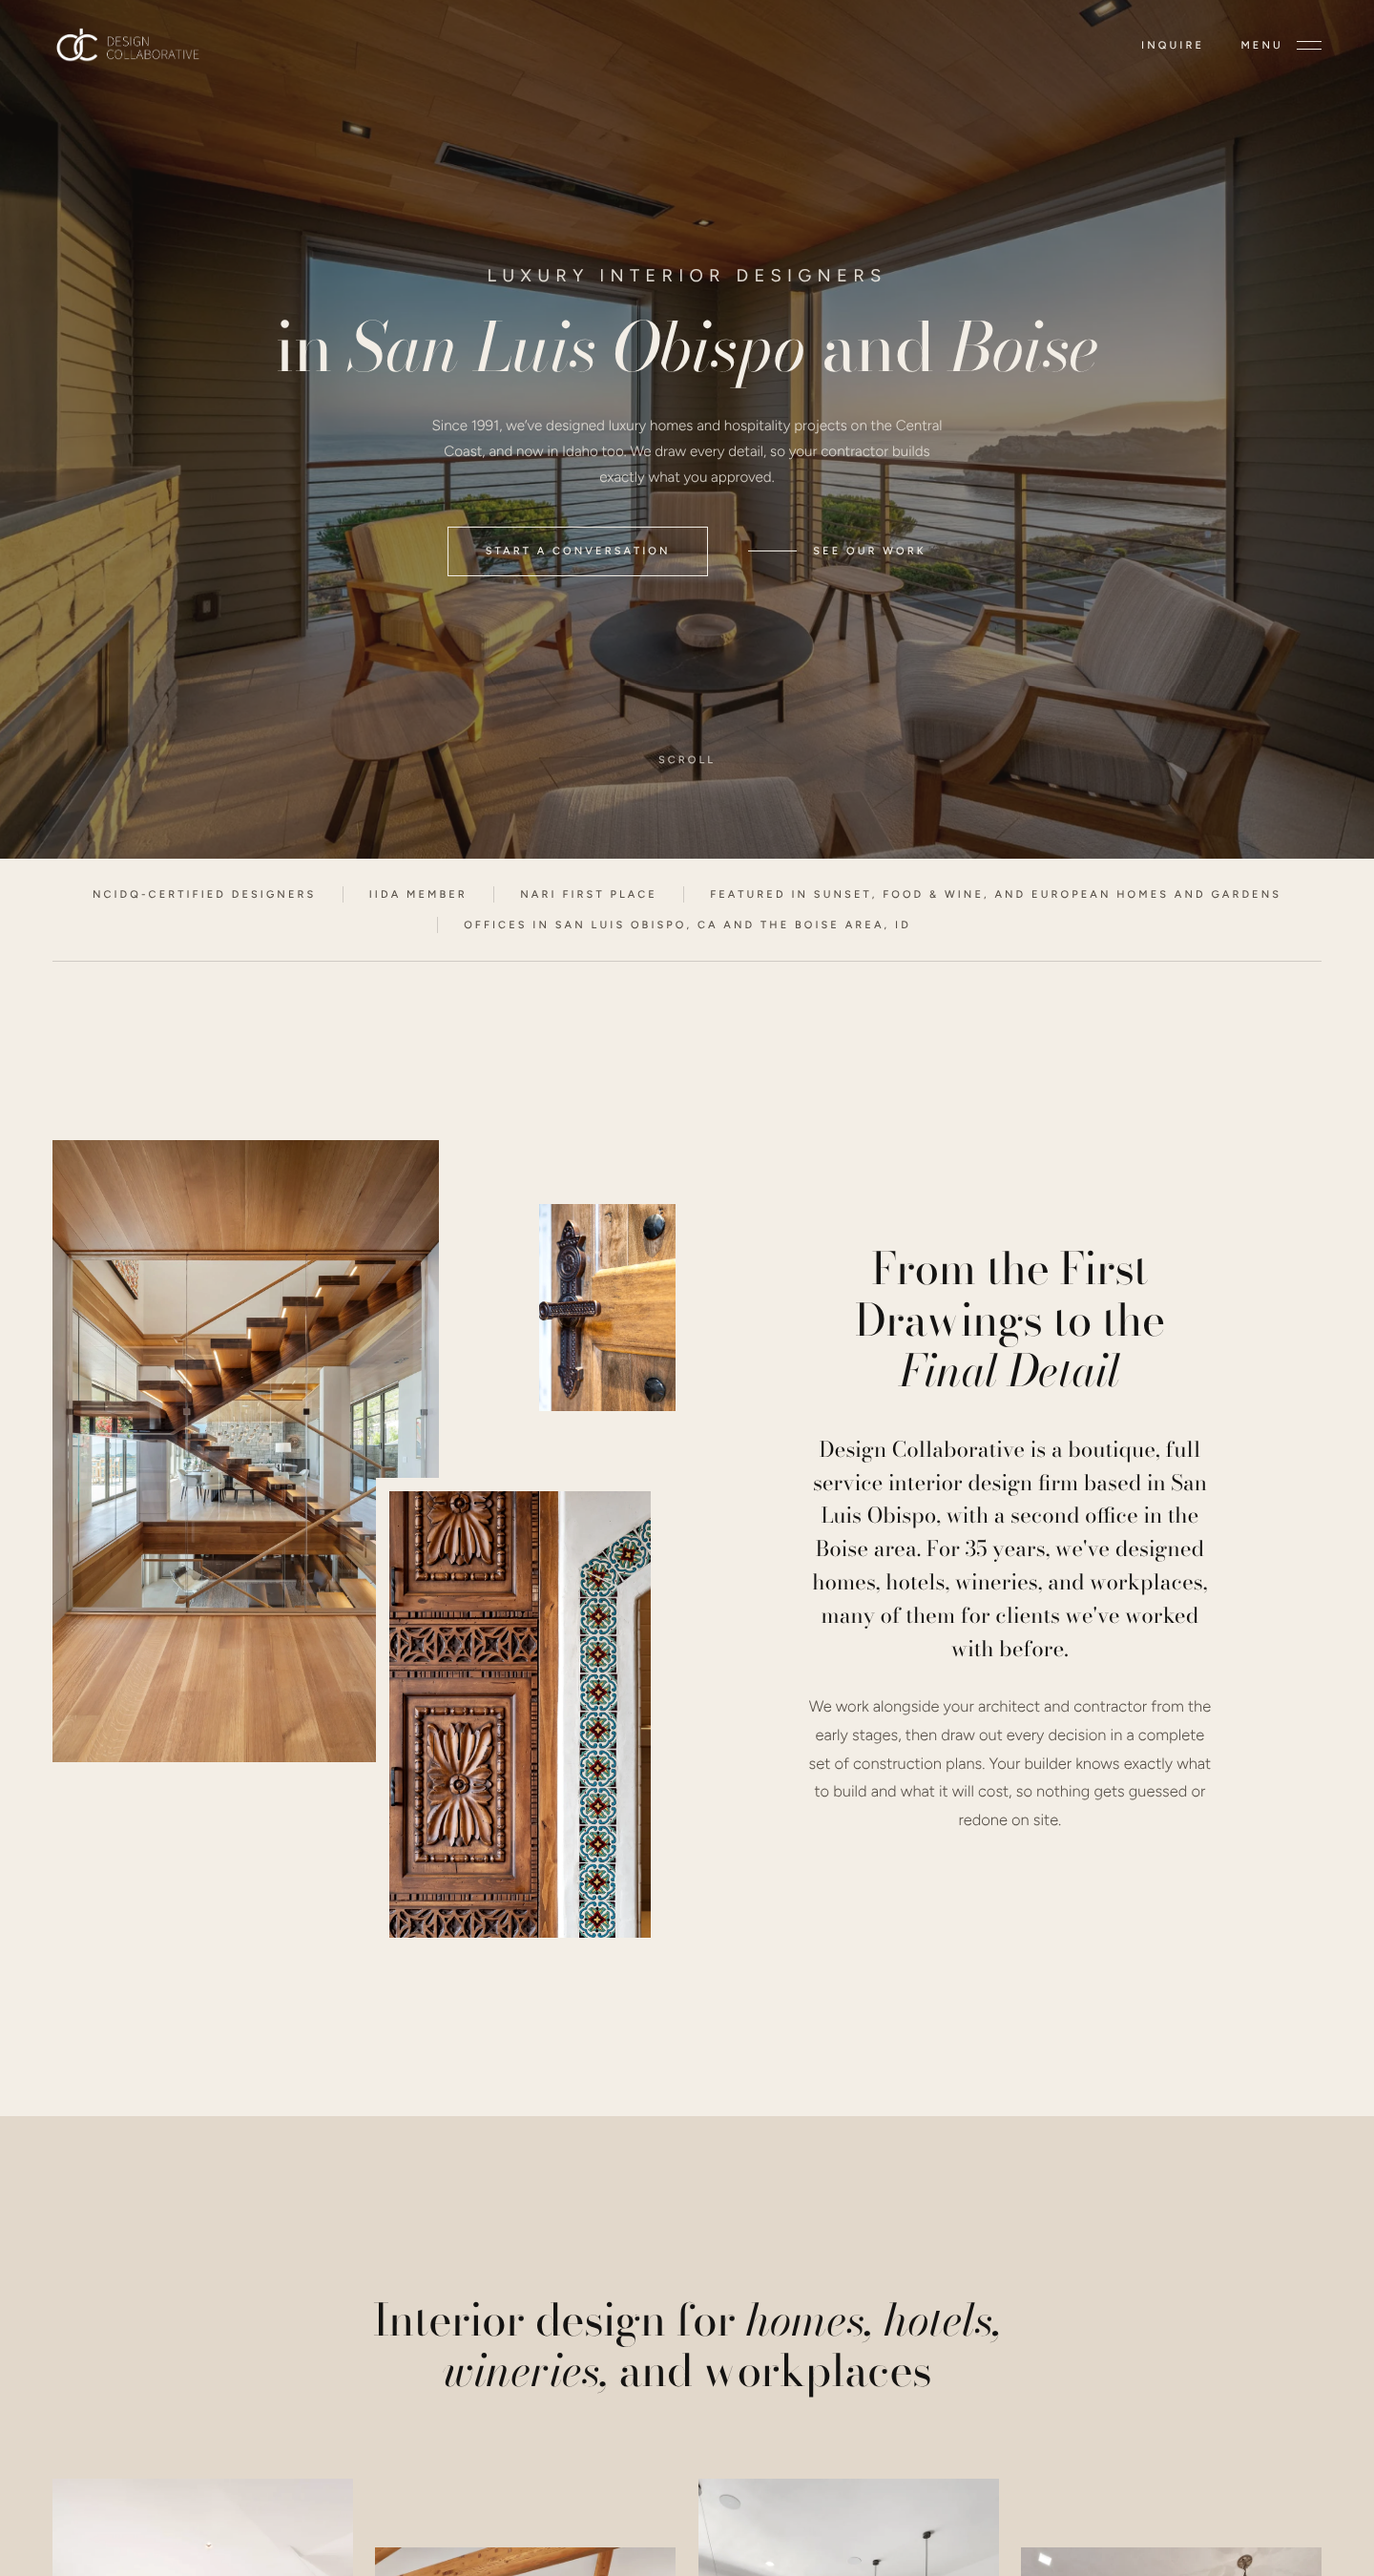 dc DESIGN
COLLABORATIVE
INQUIRE
MENU
LUXURY INTERIOR DESIGNERS
in San Luis Obispo and Boise
Since 1991, we’ve designed luxury homes and hospitality projects on the Central
Coast, and now in Idaho too. We draw every detail, so your contractor builds
exactly what you approved.
START A CONVERSATION
SEE OUR WORK
SCROLL
NCIDQ-CERTIFIED DESIGNERS
IIDA MEMBER
NARI FIRST PLACE
FEATURED IN SUNSET, FOOD & WINE, AND EUROPEAN HOMES AND GARDENS
OFFICES IN SAN LUIS OBISPO, CA AND THE BOISE AREA, ID
From the First
Drawings to the
Final Detail
Design Collaborative is a boutique, full
service interior design firm based in San
Luis Obispo, with a second office in the
Boise area. For 35 years, we've designed
homes, hotels, wineries, and workplaces,
many of them for clients we've worked
with before.
We work alongside your architect and contractor from the
early stages, then draw out every decision in a complete
set of construction plans. Your builder knows exactly what
to build and what it will cost, so nothing gets guessed or
redone on site.
Interior design for homes, hotels,
wineries, and workplaces